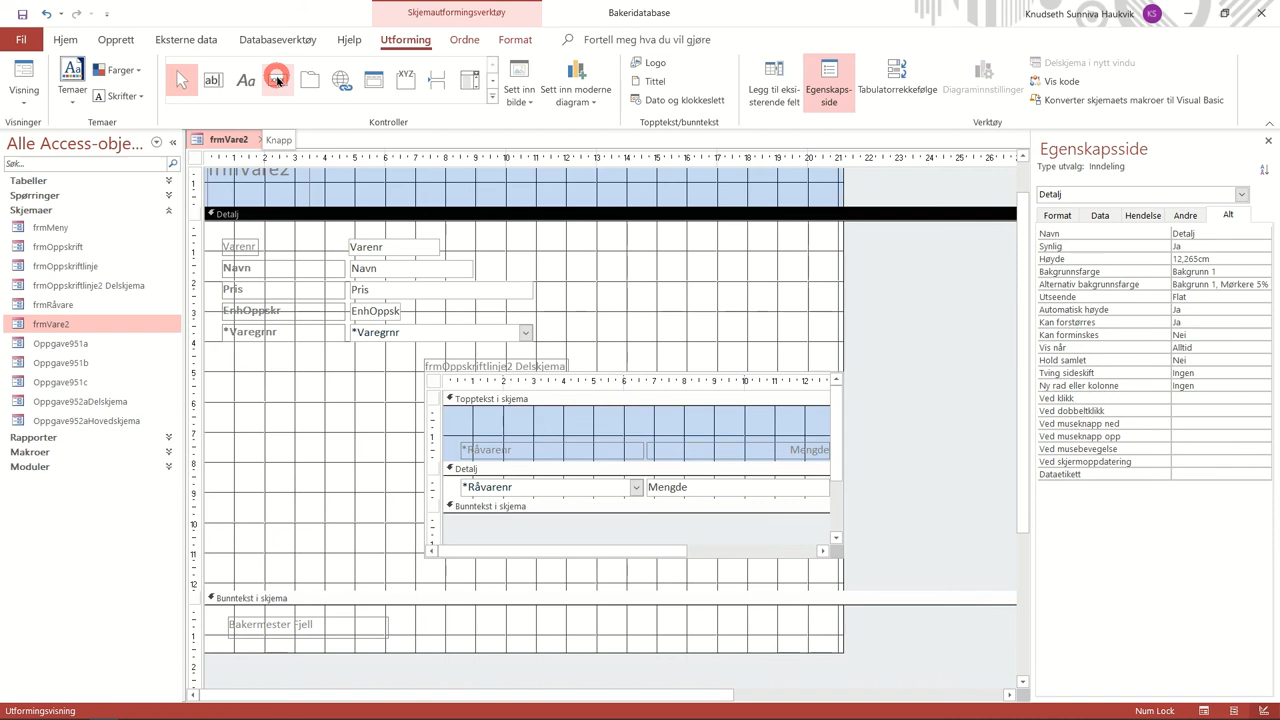 Skjemautformingsverktøy
Bakeridatabase
Knudseth Sunniva Haukvik
KS
Fil
Hjem
Opprett
Eksterne data
Databaseverktøy
Hjelp
Utforming
Ordne
Format
Fortell meg hva du vil gjøre
Visning
Temaer
Farger
Skrifter
ab|
Aa
XYZ
Sett inn bilde
Sett inn moderne diagram
Logo
Tittel
Dato og klokkeslett
Legg til eksisterende felt
Egenskaps-
side
Tabulatorrekkefølge
Diagraminnstillinger
Delskjema i nytt vindu
Vis kode
Konverter skjemaets makroer til Visual Basic
Visninger
Temaer
Kontroller
Topptekst/bunntekst
Verktøy
Alle Access-obje...
Søk...
Tabeller
Spørringer
Skjemaer
frmMeny
frmOppskrift
frmOppskriftlinje
frmOppskriftlinje2 Delskjema
frmRåvare
frmVare2
Oppgave951a
Oppgave951b
Oppgave951c
Oppgave952aDelskjema
Oppgave952aHovedskjema
Rapporter
Makroer
Moduler
frmVare2
Knapp
frmVare2
Detalj
Varenr Varenr
Navn Navn
Pris Pris
EnhOppskr EnhOppsk
*Varegrnr *Varegrnr
frmOppskriftlinje2 Delskjema
Topptekst i skjema
*Råvarenr Mengde
Detalj
*Råvarenr Mengde
Bunntekst i skjema
Bunntekst i skjema
Bakermester Fjell
Egenskapsside
Type utvalg: Inndeling
Detalj
Format Data Hendelse Andre Alt
Navn Detalj
Synlig Ja
Høyde 12,265cm
Bakgrunnsfarge Bakgrunn 1
Alternativ bakgrunnsfarge Bakgrunn 1, Mørkere 5%
Utseende Flat
Automatisk høyde Ja
Kan forstørres Ja
Kan forminskes Nei
Vis når Alltid
Hold samlet Nei
Tving sideskift Ingen
Ny rad eller kolonne Ingen
Ved klikk
Ved dobbeltklikk
Ved museknapp ned
Ved museknapp opp
Ved musebevegelse
Ved skjermoppdatering
Dataetikett
Utformingsvisning
Num Lock